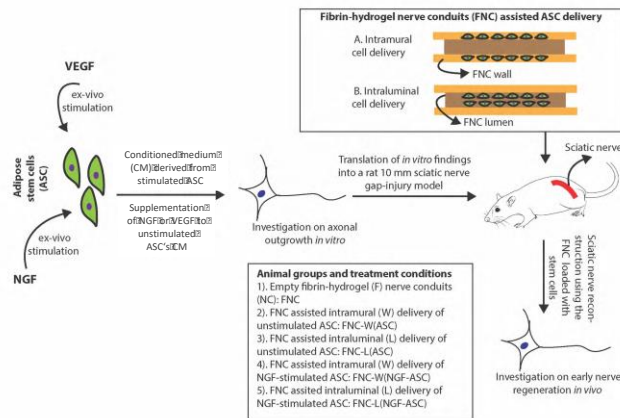 Fibrin-hydrogel nerve conduits (FNC) assisted ASC delivery
A. Intramural
cell delivery
FNC wall
B. Intraluminal
cell delivery
FNC lumen
VEGF
ex-vivo
stimulation
Adipose
stem cells
(ASC)
ex-vivo
stimulation
NGF
Conditioned medium
(CM) derived from
stimulated ASC
Supplementation
of NGF or VEGF to
unstimulated
ASC's CM
Investigation on axonal
outgrowth in vitro
Translation of in vitro findings
into a rat 10 mm sciatic nerve
gap-injury model
Sciatic nerve
Sciatic nerve recon-
struction using the
FNC loaded with
stem cells
Investigation on early nerve
regeneration in vivo
Animal groups and treatment conditions
1). Empty fibrin-hydrogel (F) nerve conduits
(NC): FNC
2). FNC assisted intramural (W) delivery of
unstimulated ASC: FNC-W(ASC)
3). FNC assisted intraluminal (L) delivery of
unstimulated ASC: FNC-L(ASC)
4). FNC assisted intramural (W) delivery of
NGF-stimulated ASC: FNC-W(NGF-ASC)
5). FNC assited intraluminal (L) delivery of
NGF-stimulated ASC: FNC-L(NGF-ASC)